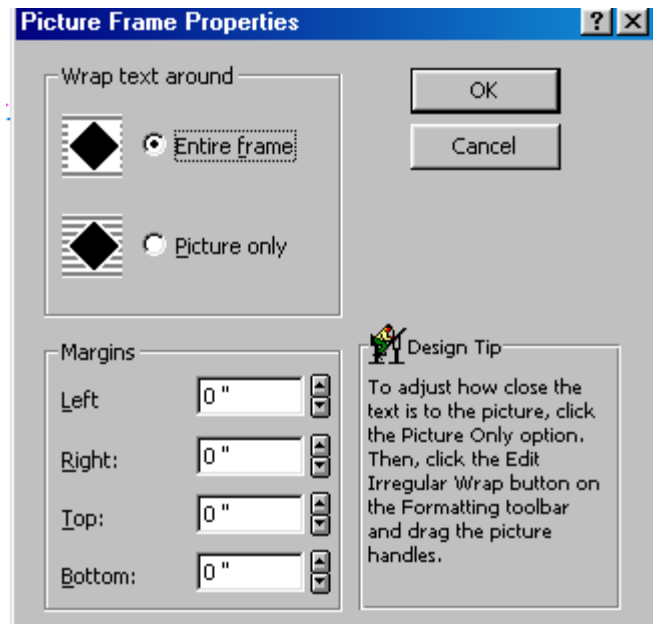 Picture Frame Properties
Wrap text around
Entire frame
Picture only
OK
Cancel
Margins
Left
0 "
Right:
0 "
Top:
0 "
Bottom:
0 "
Design Tip
To adjust how close the
text is to the picture, click
the Picture Only option.
Then, click the Edit
Irregular Wrap button on
the Formatting toolbar
and drag the picture
handles.